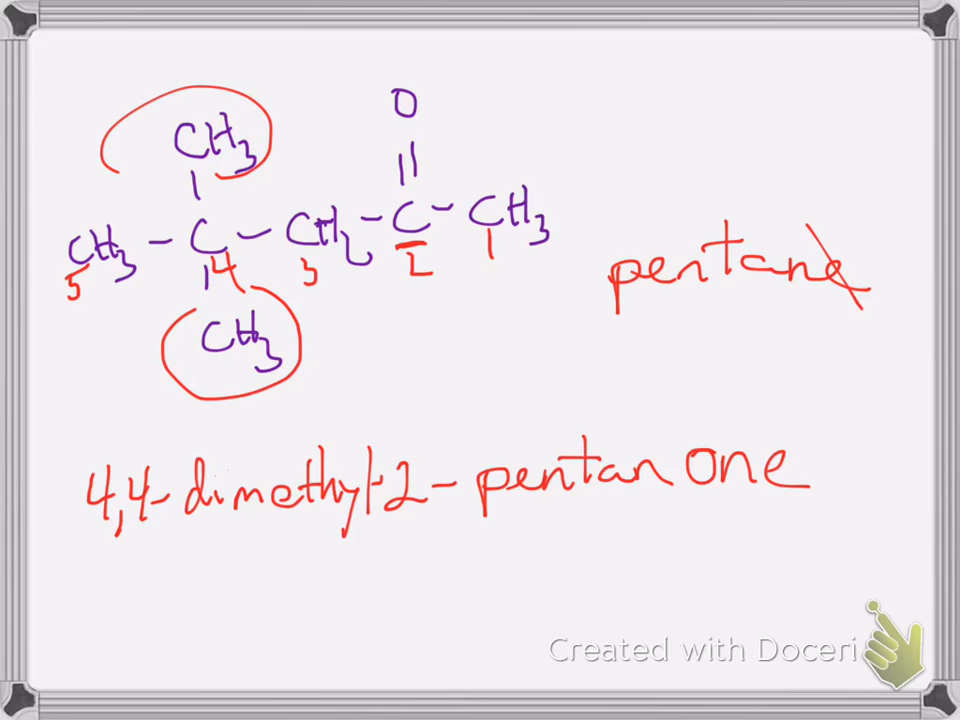 O
CH3
CH3 - C - CH2 - C - CH3
5 4 3 2 1
CH3
pentane
4,4-dimethyl-2-pentanone
Created with Doceri